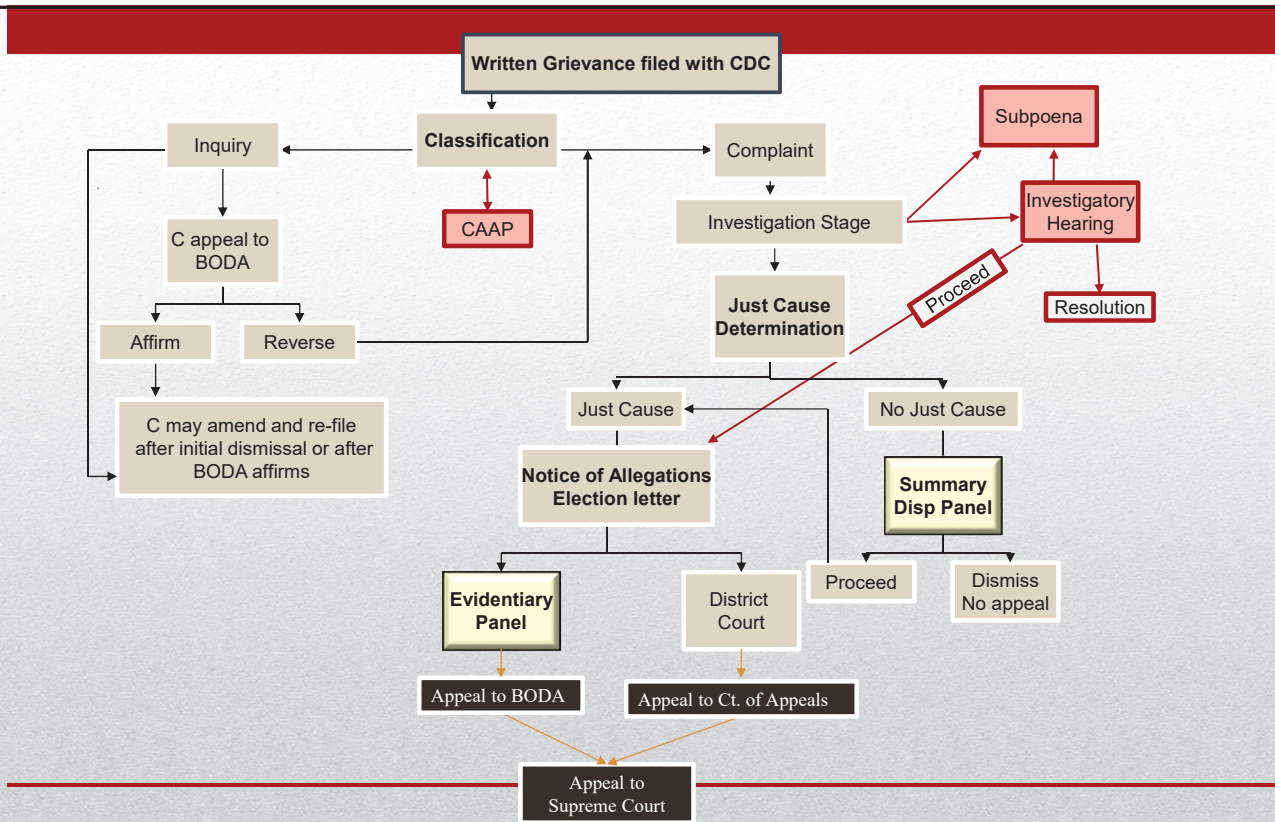 Written Grievance filed with CDC
Classification
Inquiry
Complaint
Subpoena
CAAP
Investigation Stage
Investigatory
Hearing
C appeal to
BODA
Proceed
Resolution
Just Cause
Determination
Affirm
Reverse
C may amend and re-file
after initial dismissal or after
BODA affirms
Just Cause
No Just Cause
Notice of Allegations
Election letter
Summary
Disp Panel
Proceed
Dismiss
No appeal
Evidentiary
Panel
District
Court
Appeal to BODA
Appeal to Ct. of Appeals
Appeal to
Supreme Court